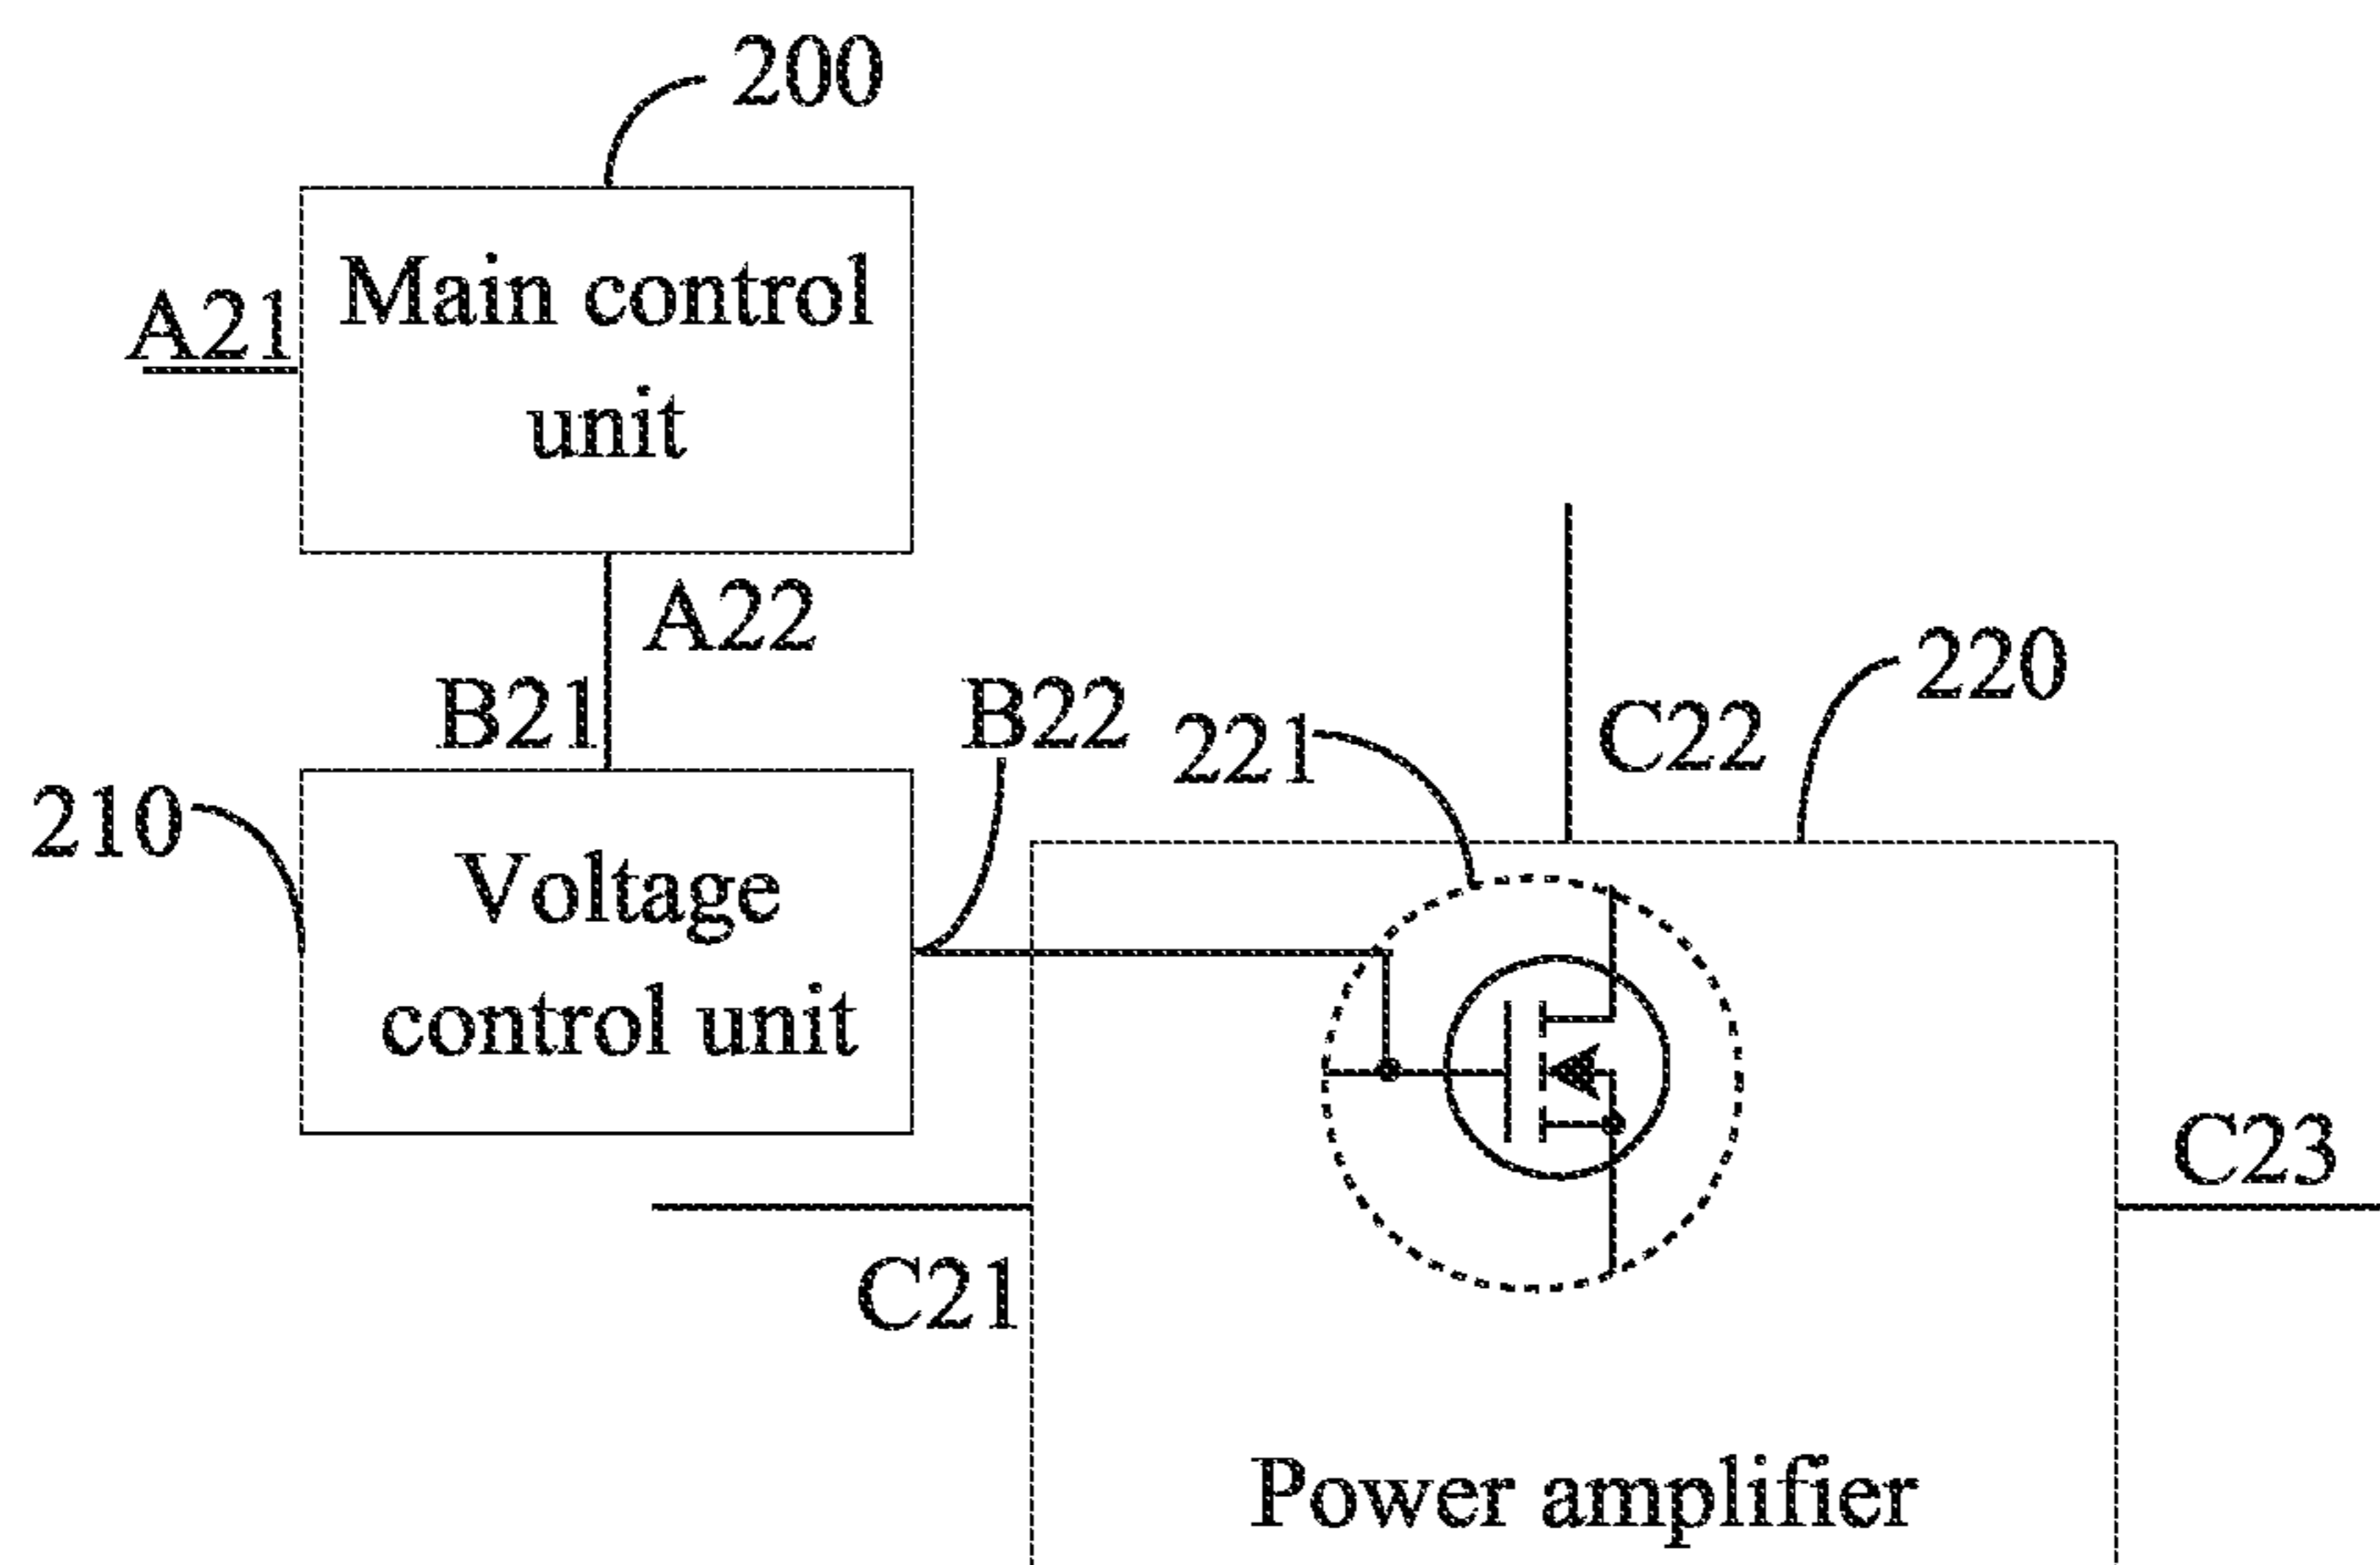 200
A21
Main control
unit
A22
B21
B22
221
C22
220
210
Voltage
control unit
C23
C21
Power amplifier